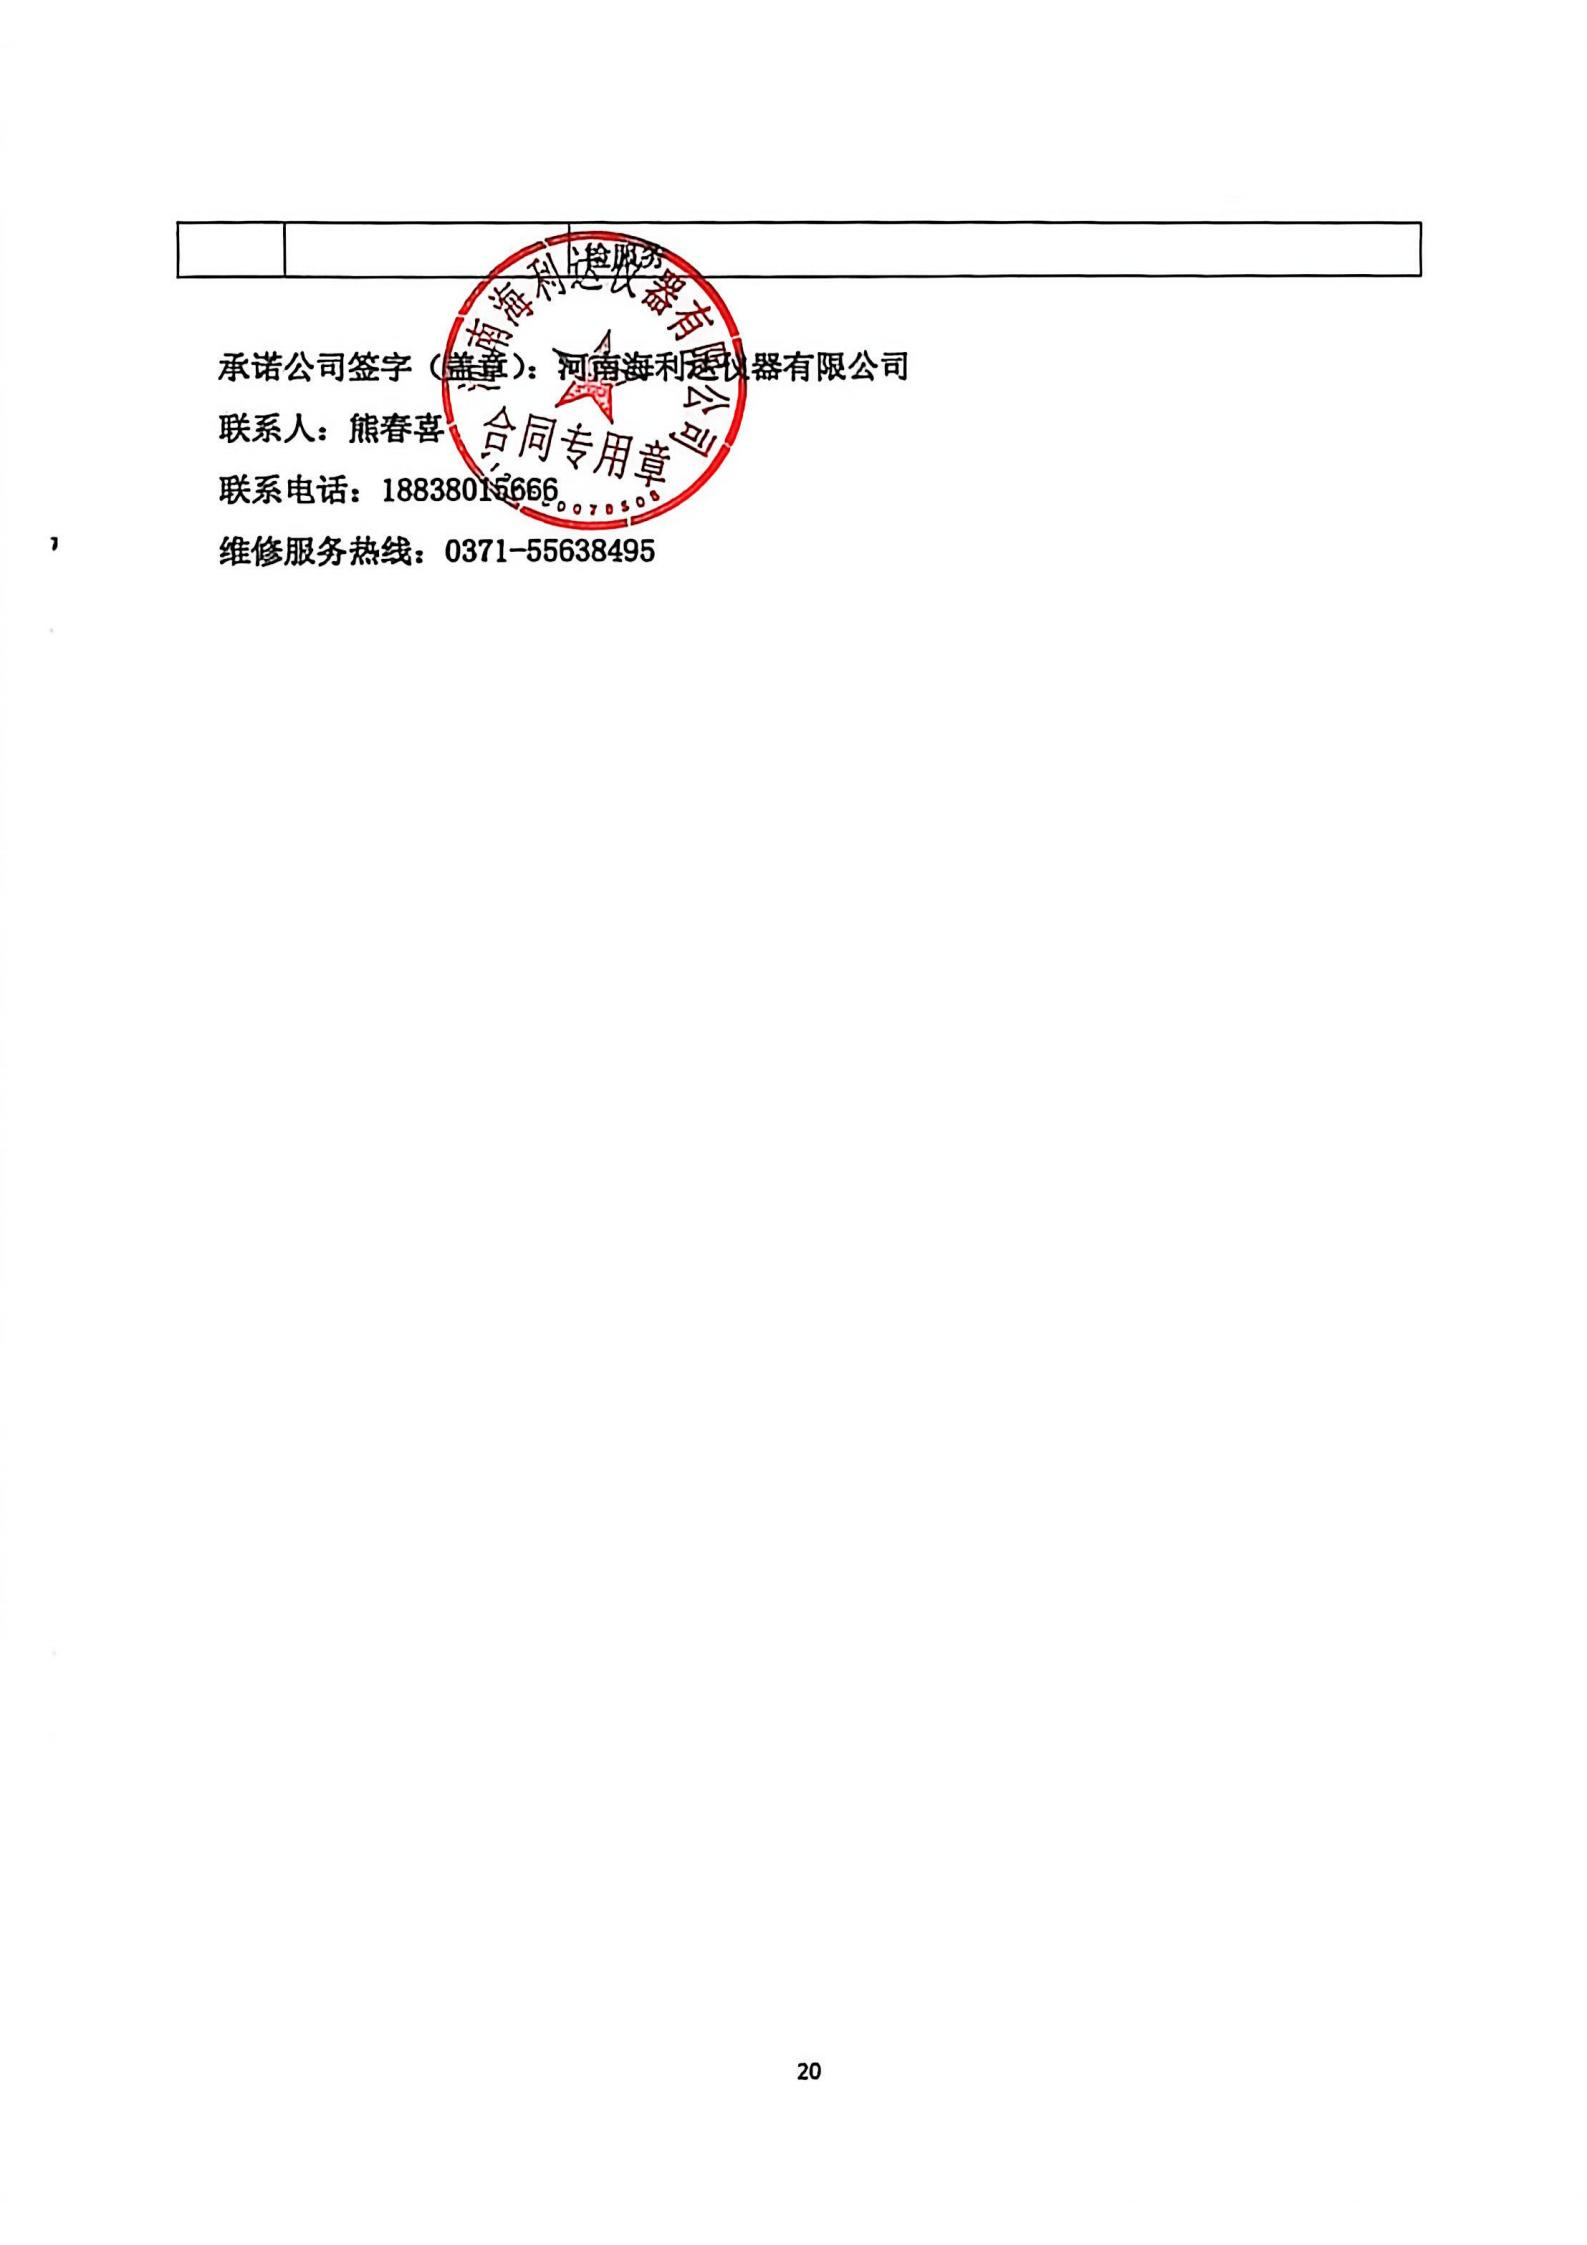 检服务
承诺公司签字（盖章）：河南海利达仪器有限公司
联系人：熊春喜
联系电话：18838015666
维修服务热线：0371-55638495
河南海利达仪器有限公司
合同专用章
20